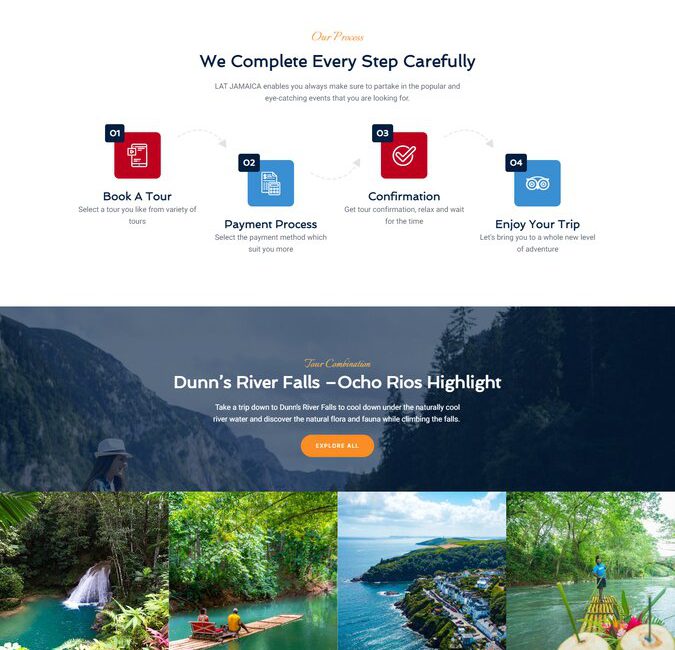 Our Process
We Complete Every Step Carefully
LAT JAMAICA enables you always make sure to partake in the popular and
eye-catching events that you are looking for.
01
Book A Tour
Select a tour you like from variety of
tours
02
Payment Process
Select the payment method which
suit you more
03
Confirmation
Get tour confirmation, relax and wait
for the time
04
Enjoy Your Trip
Let's bring you to a whole new level
of adventure
Tour Combination
Dunn's River Falls –Ocho Rios Highlight
Take a trip down to Dunn's River Falls to cool down under the naturally cool
river water and discover the natural flora and fauna while climbing the falls.
EXPLORE ALL